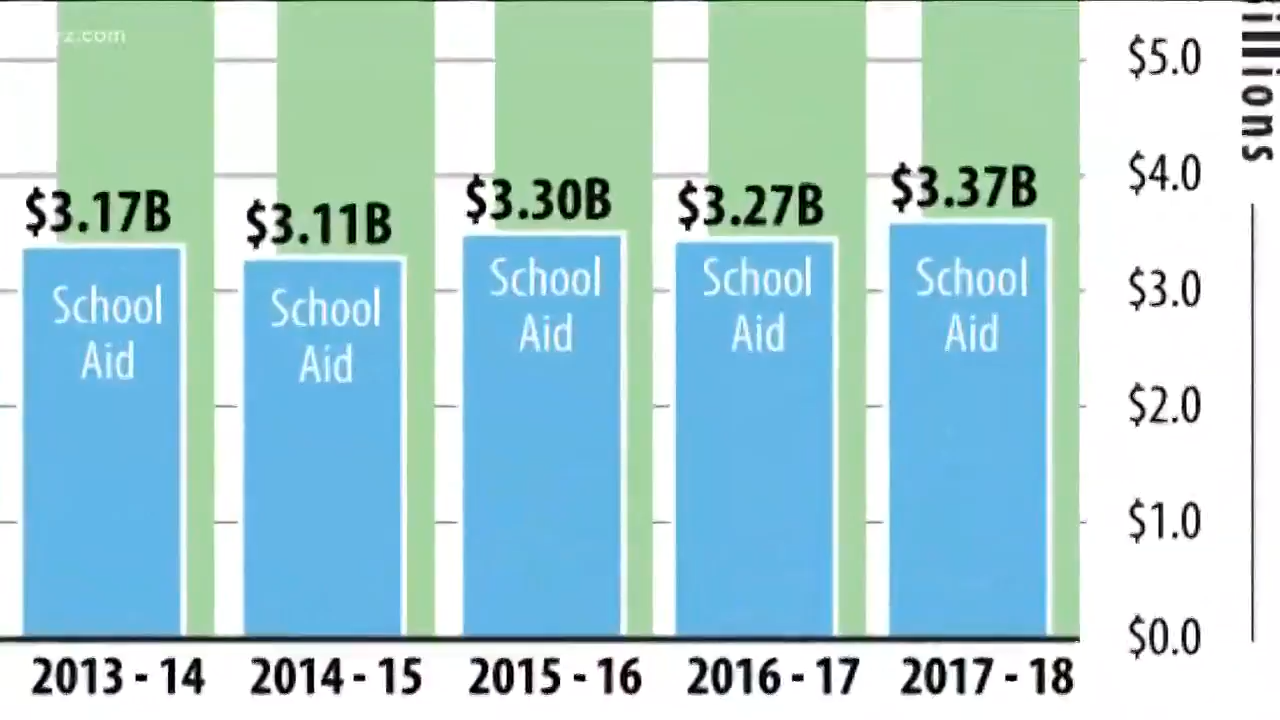 z.com
$5.0
$4.0
$3.0
$2.0
$1.0
$0.0
illions
$3.17B
$3.11B
$3.30B
$3.27B
$3.37B
School
Aid
School
Aid
School
Aid
School
Aid
School
Aid
2013 - 14
2014 - 15
2015 - 16
2016 - 17
2017 - 18